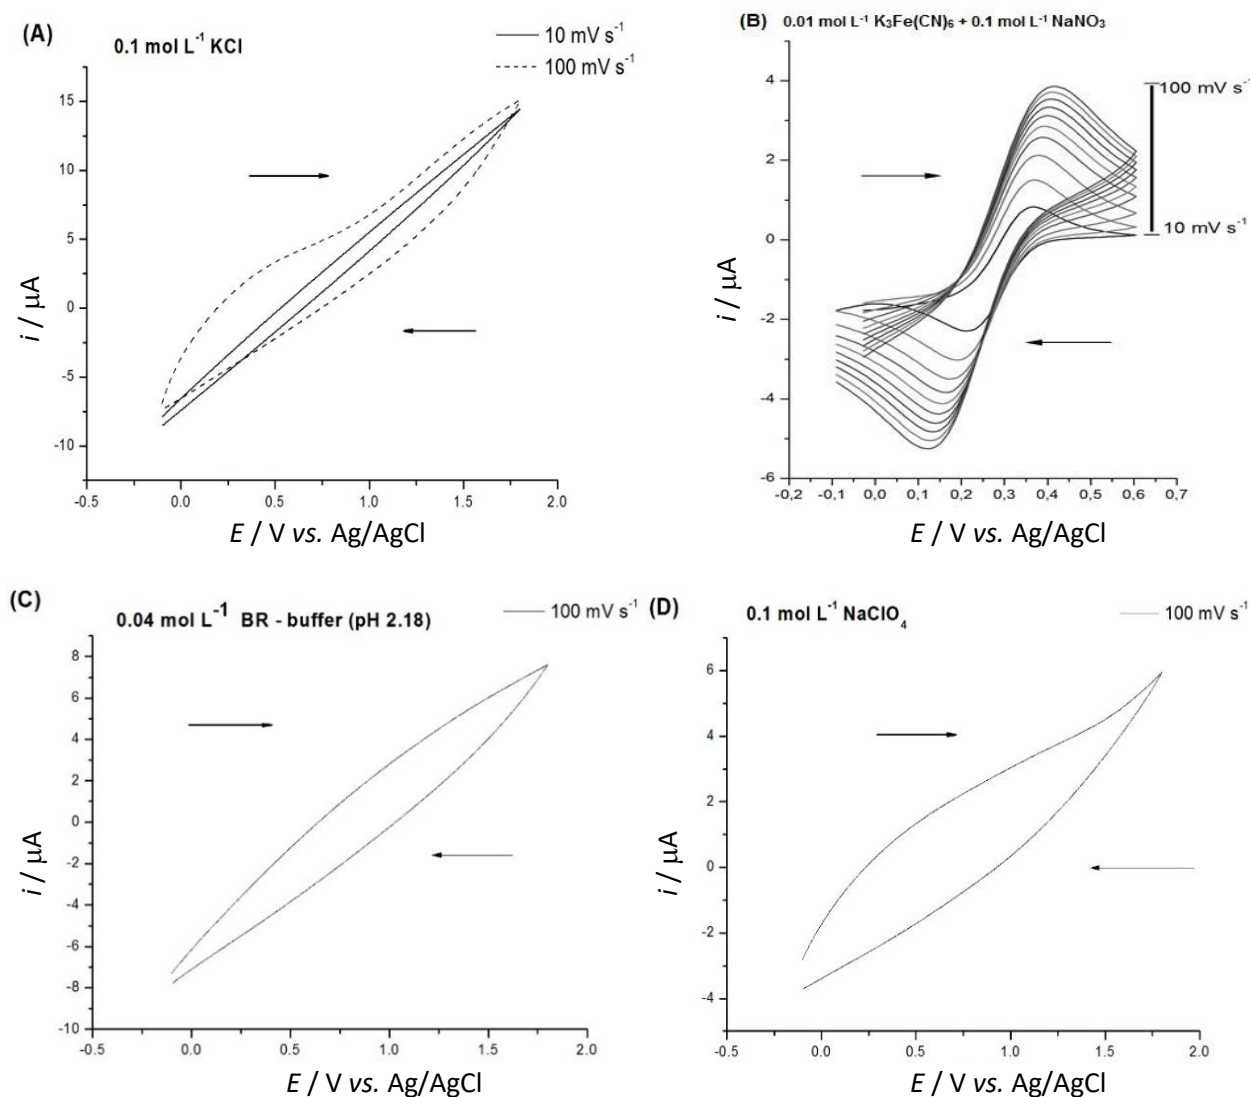 (A)
0.1 mol L⁻¹ KCl
10 mV s⁻¹
100 mV s⁻¹
15
10
5
0
-5
-10
-0.5
0.0
0.5
1.0
1.5
2.0
i / μA
E / V vs. Ag/AgCl
(B) 0.01 mol L⁻¹ K₃Fe(CN)₆ + 0.1 mol L⁻¹ NaNO₃
100 mV s⁻¹
10 mV s⁻¹
4
2
0
-2
-4
-6
-0,2
-0,1
0,0
0,1
0,2
0,3
0,4
0,5
0,6
0,7
i / μA
E / V vs. Ag/AgCl
(C)
0.04 mol L⁻¹ BR - buffer (pH 2.18)
100 mV s⁻¹
8
6
4
2
0
-2
-4
-6
-8
-10
-0.5
0.0
0.5
1.0
1.5
2.0
i / μA
E / V vs. Ag/AgCl
(D)
0.1 mol L⁻¹ NaClO₄
100 mV s⁻¹
6
4
2
0
-2
-4
-0.5
0.0
0.5
1.0
1.5
2.0
i / μA
E / V vs. Ag/AgCl